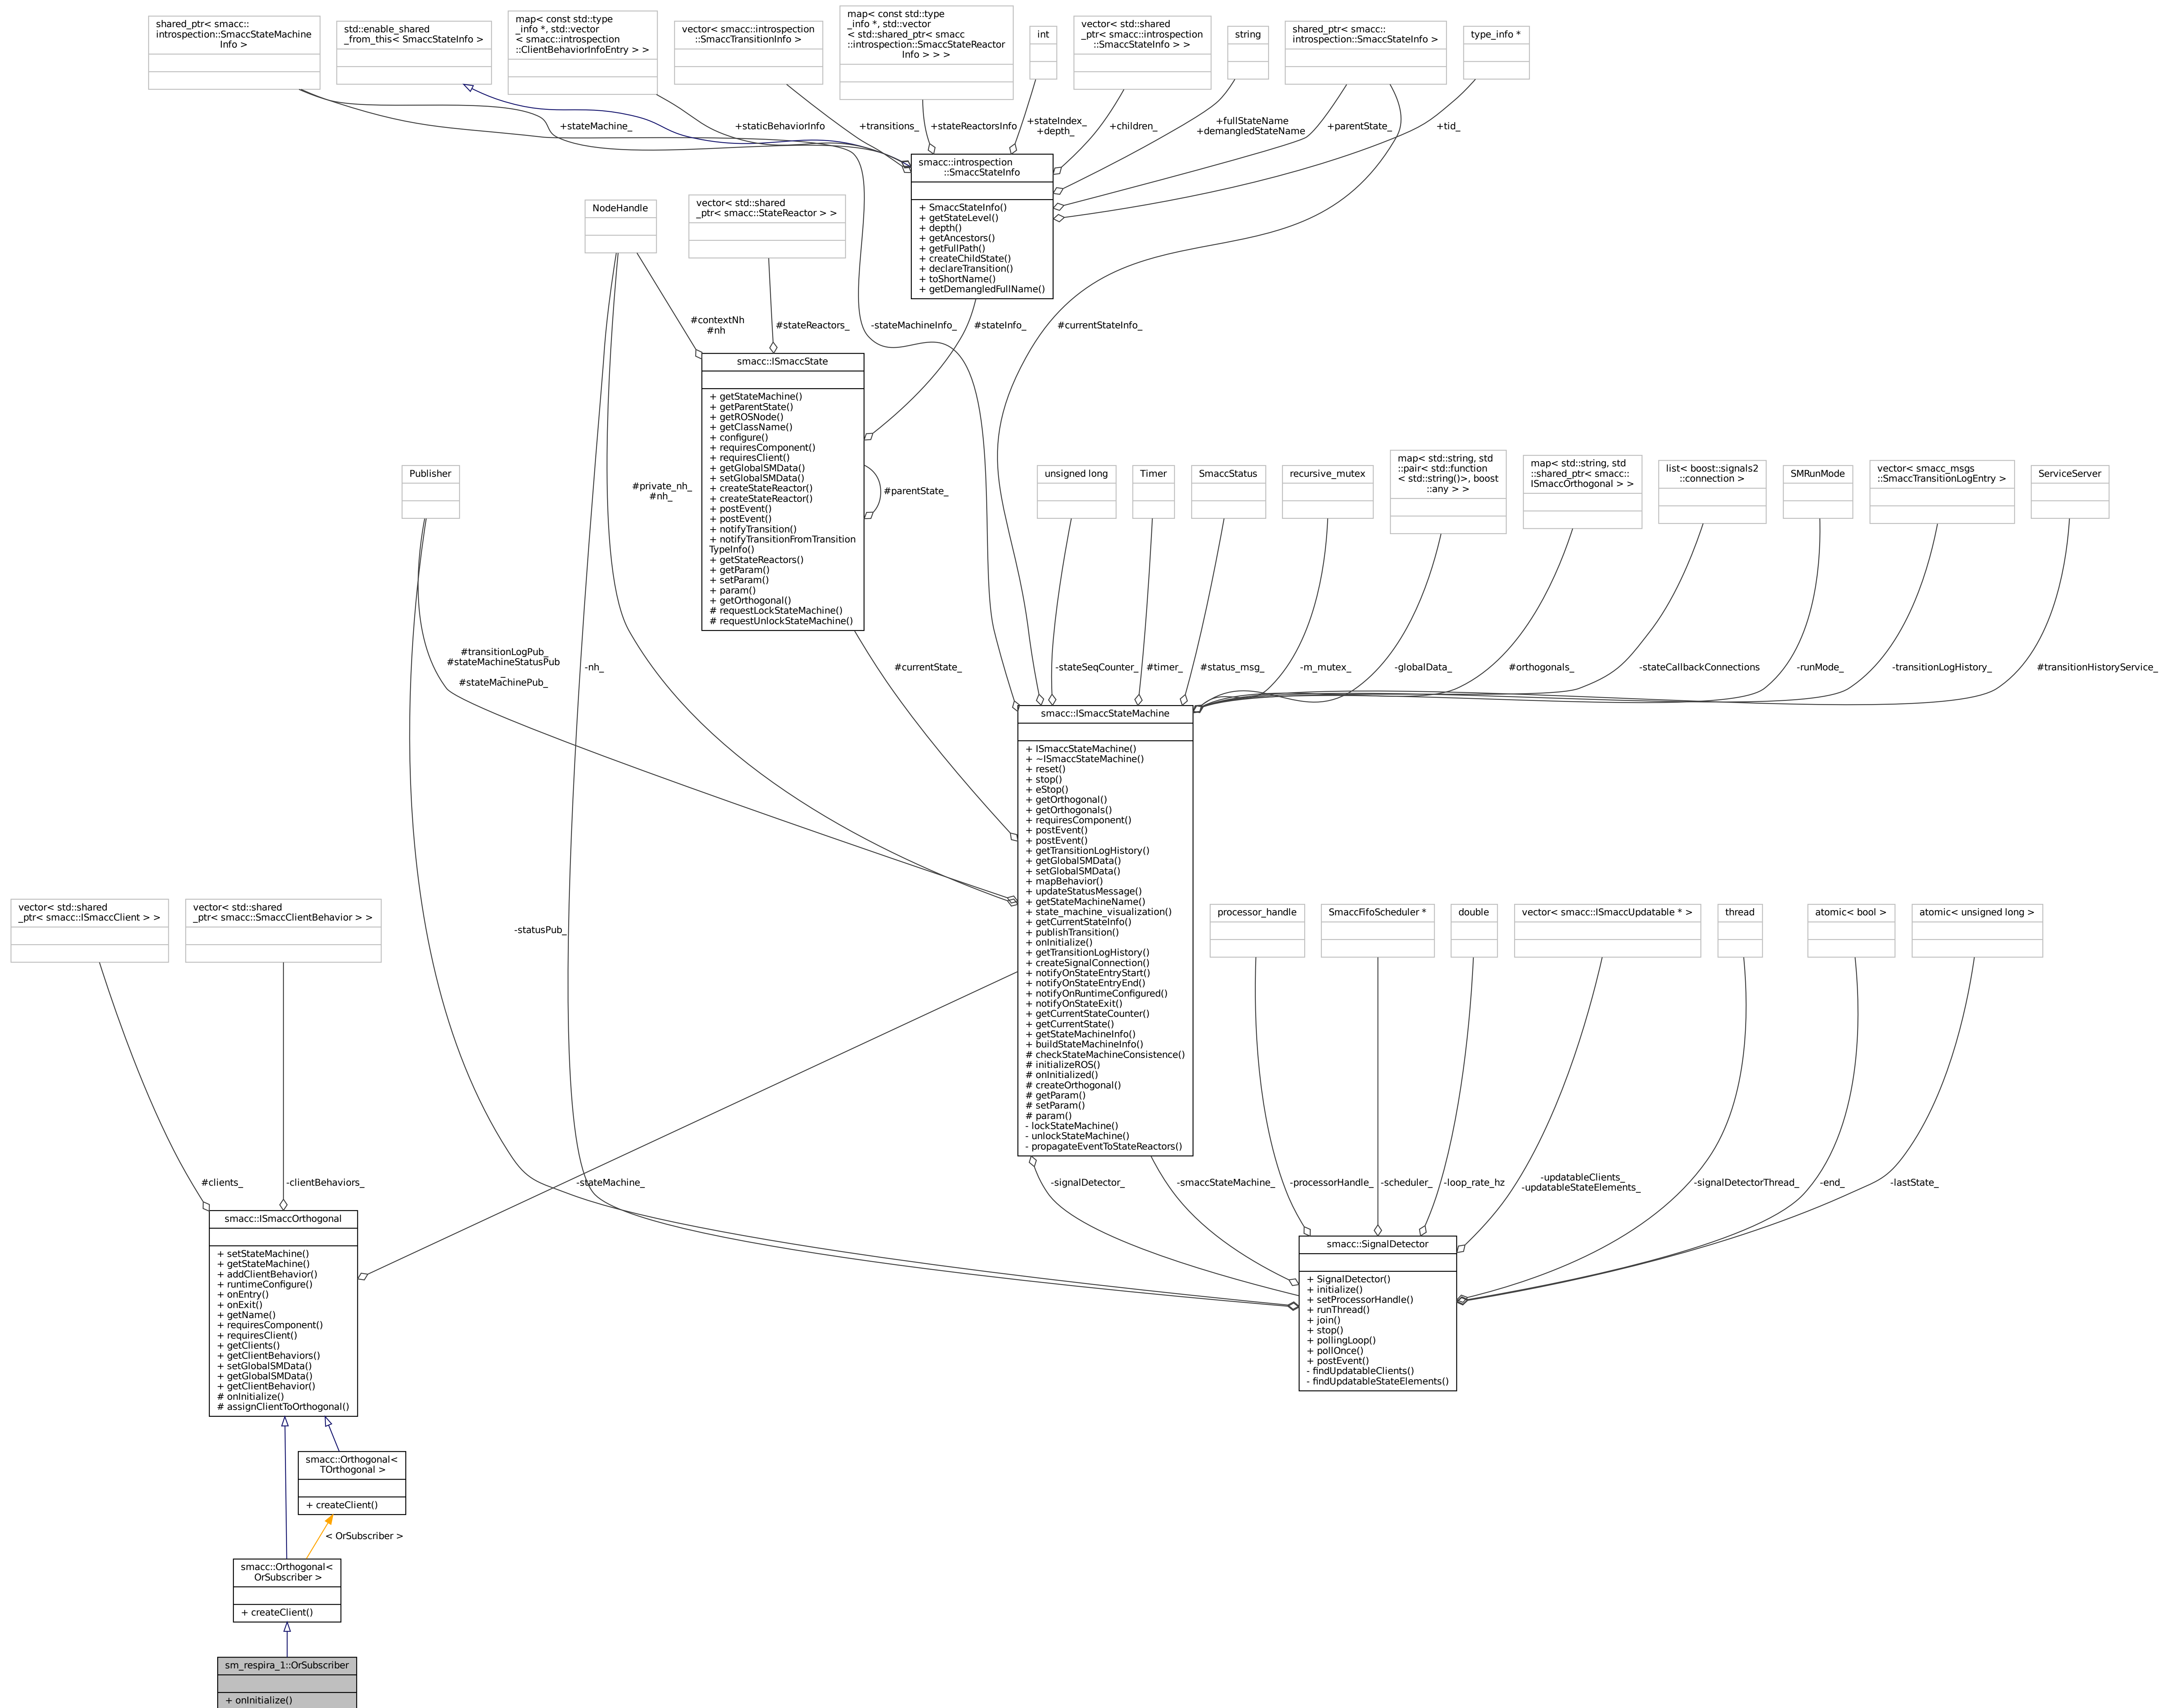 shared_ptr< smacc::
introspection::SmaccStateMachine
Info >
std::enable_shared
_from_this< SmaccStateInfo >
map< const std::type
_info *, std::vector
< smacc::introspection
::ClientBehaviorInfoEntry > >
vector< smacc::introspection
::SmaccTransitionInfo >
map< const std::type
_info *, std::vector
< std::shared_ptr< smacc
::introspection::SmaccStateReactor
Info > > >
int
vector< std::shared
_ptr< smacc::introspection
::SmaccStateInfo > >
string
shared_ptr< smacc::
introspection::SmaccStateInfo >
type_info *
+stateMachine_
+staticBehaviorInfo
+transitions_
+stateReactorsInfo
+stateIndex_
+depth_
+children_
+fullStateName
+demangledStateName
+parentState_
+tid_
smacc::introspection
::SmaccStateInfo
+ SmaccStateInfo()
+ getStateLevel()
+ depth()
+ getAncestors()
+ getFullPath()
+ createChildState()
+ declareTransition()
+ toShortName()
+ getDemangledFullName()
NodeHandle
vector< std::shared
_ptr< smacc::StateReactor > >
#contextNh
#nh
#stateReactors_
-stateMachineInfo_
#stateInfo_
#currentStateInfo_
smacc::ISmaccState
+ getStateMachine()
+ getParentState()
+ getROSNode()
+ getClassName()
+ configure()
+ requiresComponent()
+ requiresClient()
+ getGlobalSMData()
+ setGlobalSMData()
+ createStateReactor()
+ createStateReactor()
+ postEvent()
+ postEvent()
+ notifyTransition()
+ notifyTransitionFromTransition
TypeInfo()
+ getStateReactors()
+ getParam()
+ setParam()
+ param()
+ getOrthogonal()
# requestLockStateMachine()
# requestUnlockStateMachine()
#parentState_
Publisher
#private_nh_
#nh_
unsigned long
Timer
SmaccStatus
recursive_mutex
map< std::string, std
::pair< std::function
< std::string()>, boost
::any > >
map< std::string, std
::shared_ptr< smacc::
ISmaccOrthogonal > >
list< boost::signals2
::connection >
SMRunMode
vector< smacc_msgs
::SmaccTransitionLogEntry >
ServiceServer
#transitionLogPub_
#stateMachineStatusPub
_
#stateMachinePub_
-nh_
#currentState_
-stateSeqCounter_
#timer_
#status_msg_
-m_mutex_
-globalData_
#orthogonals_
-stateCallbackConnections
-runMode_
-transitionLogHistory_
#transitionHistoryService_
smacc::ISmaccStateMachine
+ ISmaccStateMachine()
+ ~ISmaccStateMachine()
+ reset()
+ stop()
+ eStop()
+ getOrthogonal()
+ getOrthogonals()
+ requiresComponent()
+ postEvent()
+ postEvent()
+ getTransitionLogHistory()
+ getGlobalSMData()
+ setGlobalSMData()
+ mapBehavior()
+ updateStatusMessage()
+ getStateMachineName()
+ state_machine_visualization()
+ getCurrentStateInfo()
+ publishTransition()
+ onInitialize()
+ getTransitionLogHistory()
+ createSignalConnection()
+ notifyOnStateEntryStart()
+ notifyOnStateEntryEnd()
+ notifyOnRuntimeConfigured()
+ notifyOnStateExit()
+ getCurrentStateCounter()
+ getCurrentState()
+ getStateMachineInfo()
+ buildStateMachineInfo()
# checkStateMachineConsistence()
# initializeROS()
# onInitialized()
# createOrthogonal()
# getParam()
# setParam()
# param()
- lockStateMachine()
- unlockStateMachine()
- propagateEventToStateReactors()
vector< std::shared
_ptr< smacc::ISmaccClient > >
vector< std::shared
_ptr< smacc::SmaccClientBehavior > >
-statusPub_
processor_handle
SmaccFifoScheduler *
double
vector< smacc::ISmaccUpdatable * >
thread
atomic< bool >
atomic< unsigned long >
#clients_
-clientBehaviors_
-stateMachine_
-signalDetector_
-smaccStateMachine_
-processorHandle_
-scheduler_
-loop_rate_hz
-updatableClients_
-updatableStateElements_
-signalDetectorThread_
-end_
-lastState_
smacc::ISmaccOrthogonal
+ setStateMachine()
+ getStateMachine()
+ addClientBehavior()
+ runtimeConfigure()
+ onEntry()
+ onExit()
+ getName()
+ requiresComponent()
+ requiresClient()
+ getClients()
+ getClientBehaviors()
+ setGlobalSMData()
+ getGlobalSMData()
+ getClientBehavior()
# onInitialize()
# assignClientToOrthogonal()
smacc::SignalDetector
+ SignalDetector()
+ initialize()
+ setProcessorHandle()
+ runThread()
+ join()
+ stop()
+ pollingLoop()
+ pollOnce()
+ postEvent()
- findUpdatableClients()
- findUpdatableStateElements()
smacc::Orthogonal<
TOrthogonal >
+ createClient()
< OrSubscriber >
smacc::Orthogonal<
OrSubscriber >
+ createClient()
sm_respira_1::OrSubscriber
+ onInitialize()